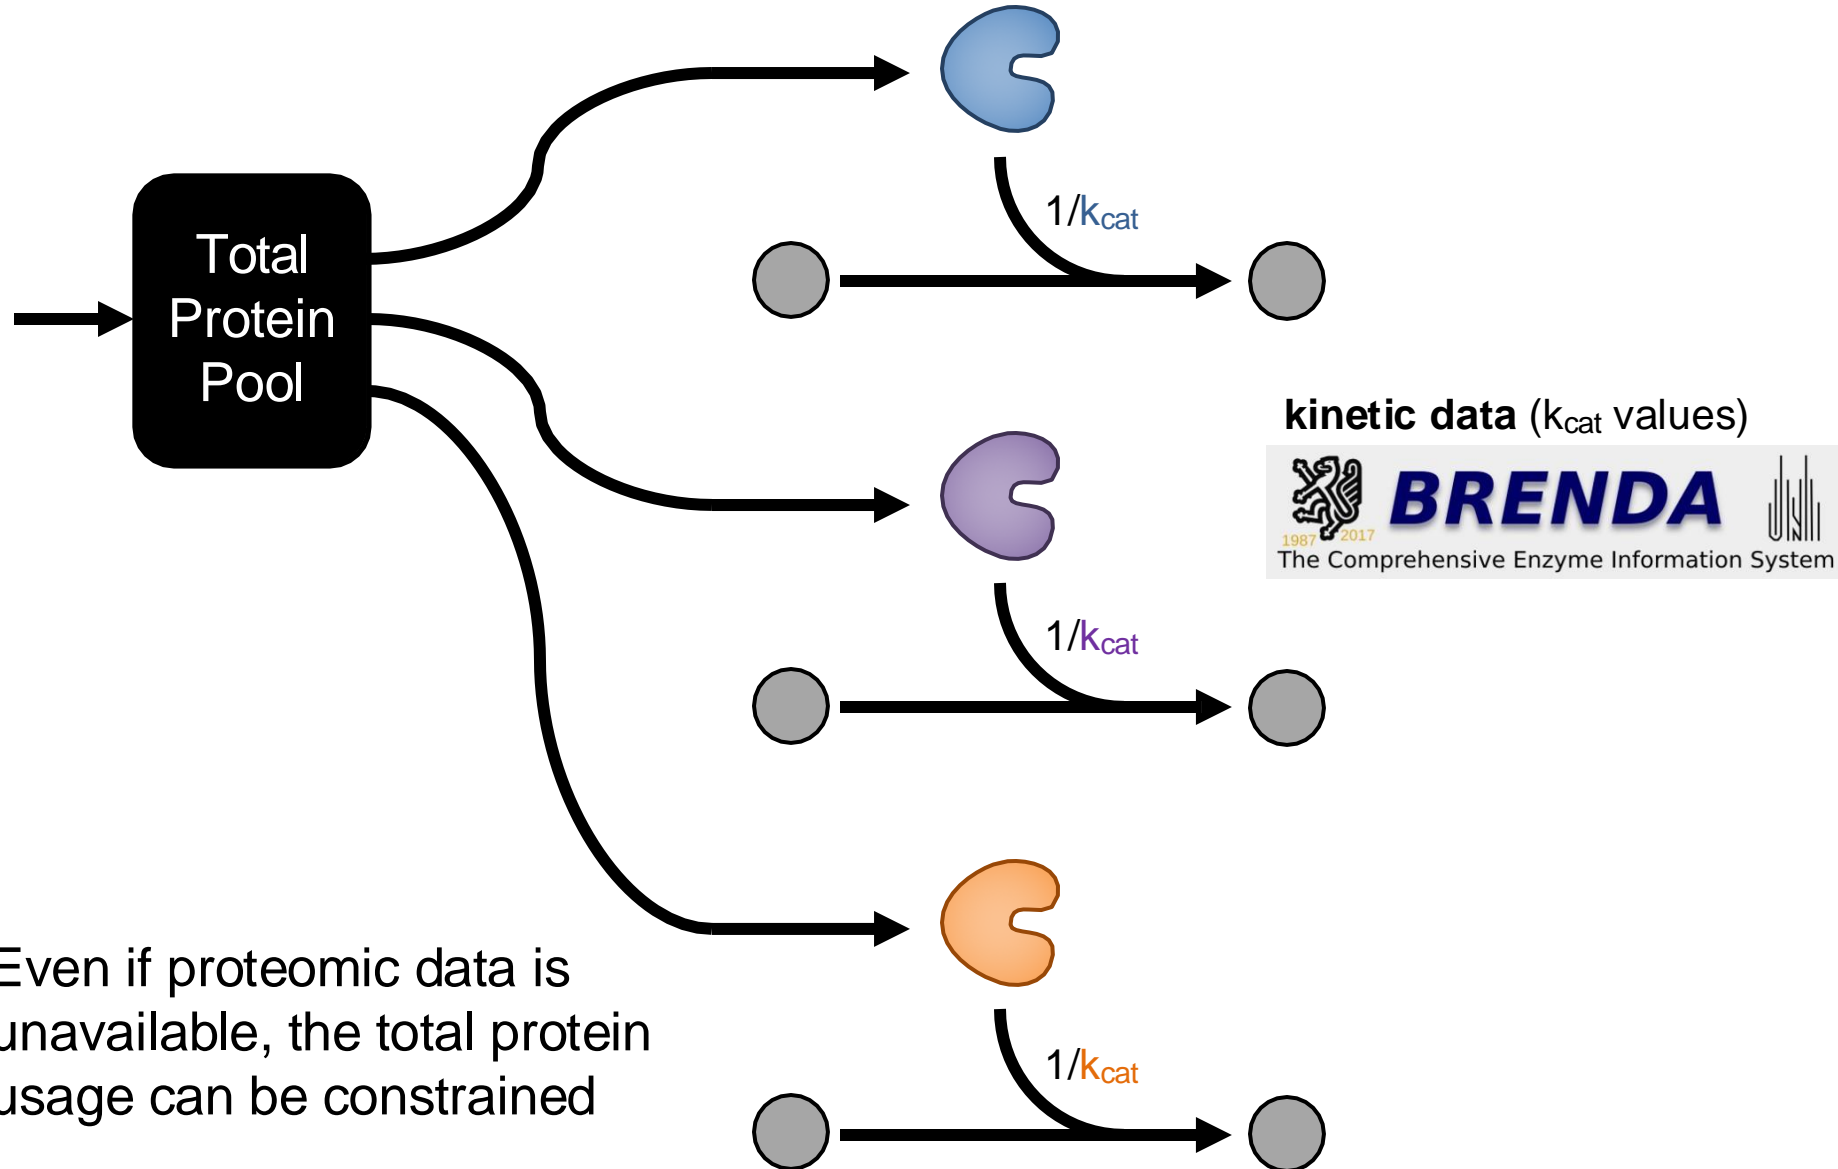 Total
Protein
Pool
1/kcat
kinetic data (kcat values)
BRENDA
1987 2017
The Comprehensive Enzyme Information System
1/kcat
Even if proteomic data is
unavailable, the total protein
usage can be constrained
1/kcat